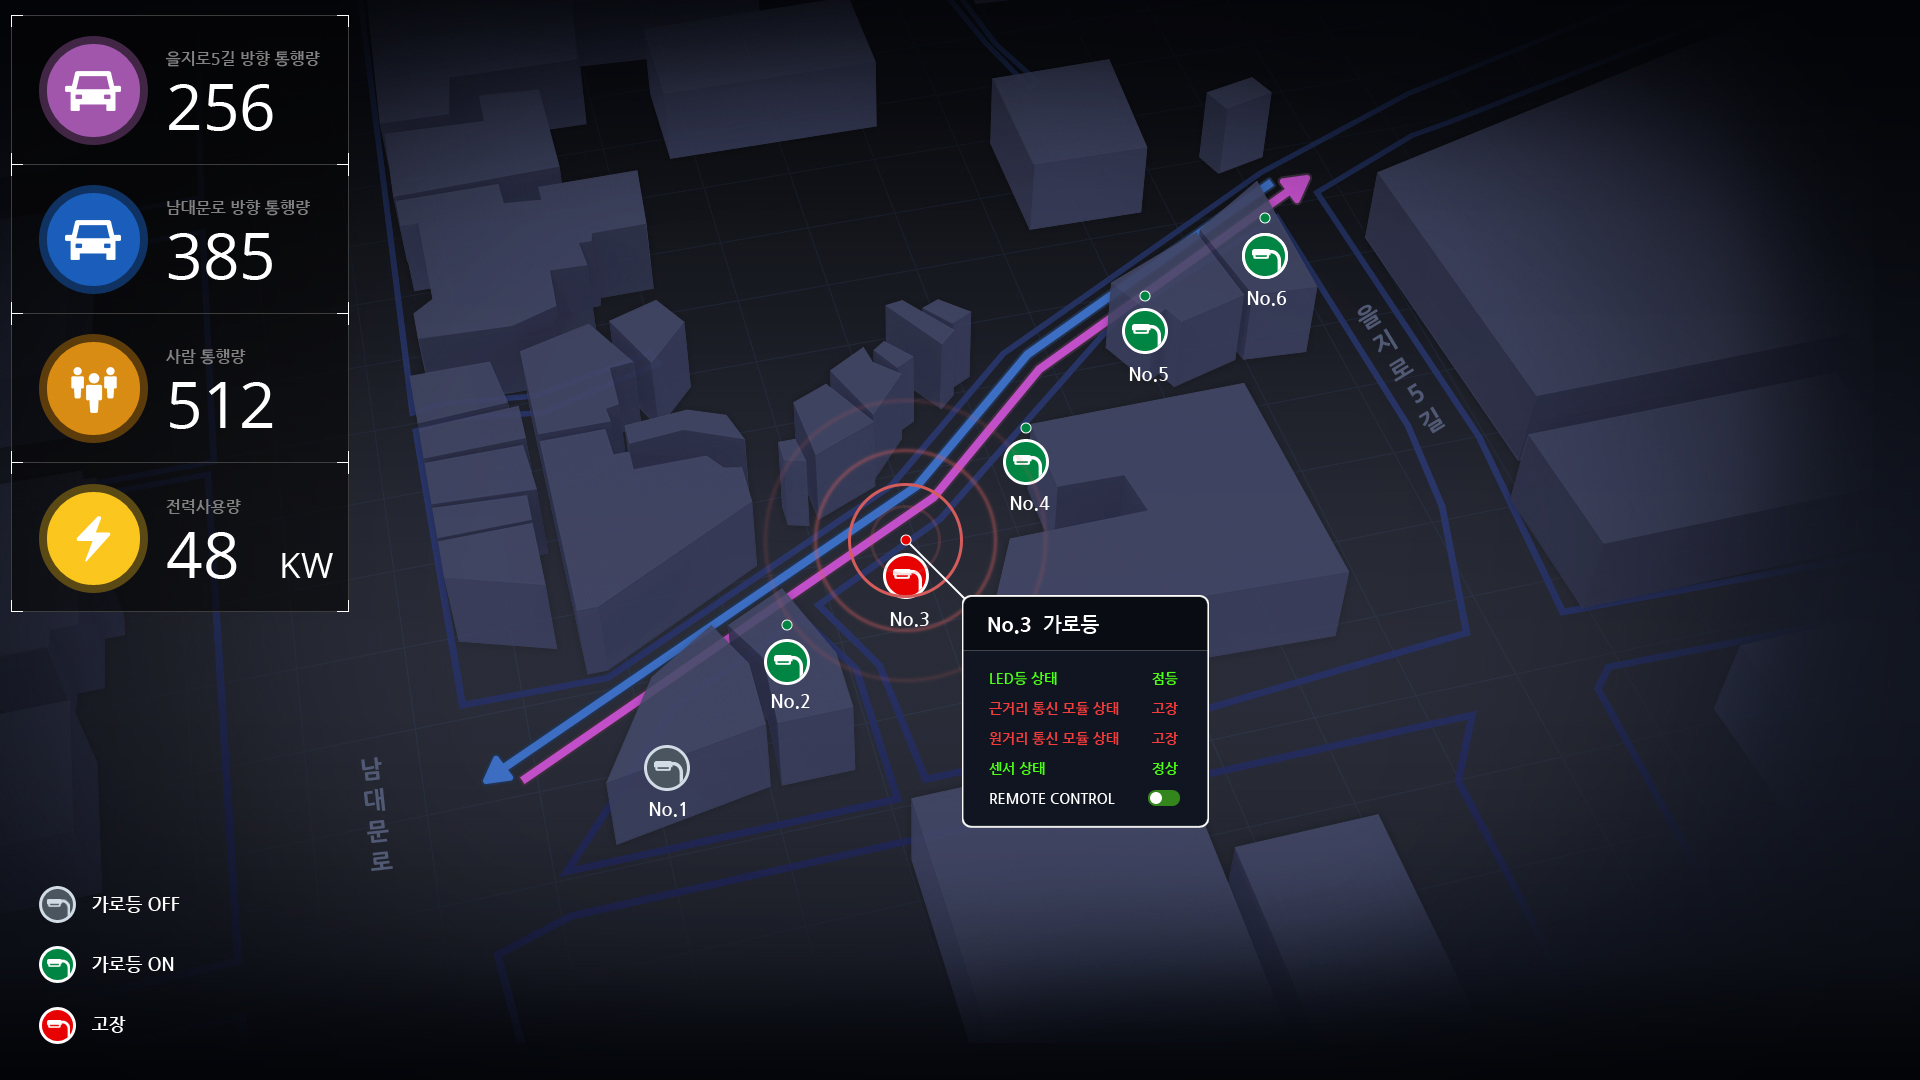 을지로5길 방향 통행량
256
남대문로 방향 통행량
385
사람 통행량
512
전력사용량
48 KW
을지로5길
No.6
No.5
No.4
No.3
No.2
No.1
남대문로
No.3 가로등
LED등 상태 점등
근거리 통신 모듈 상태 고장
원거리 통신 모듈 상태 고장
센서 상태 정상
REMOTE CONTROL
가로등 OFF
가로등 ON
고장